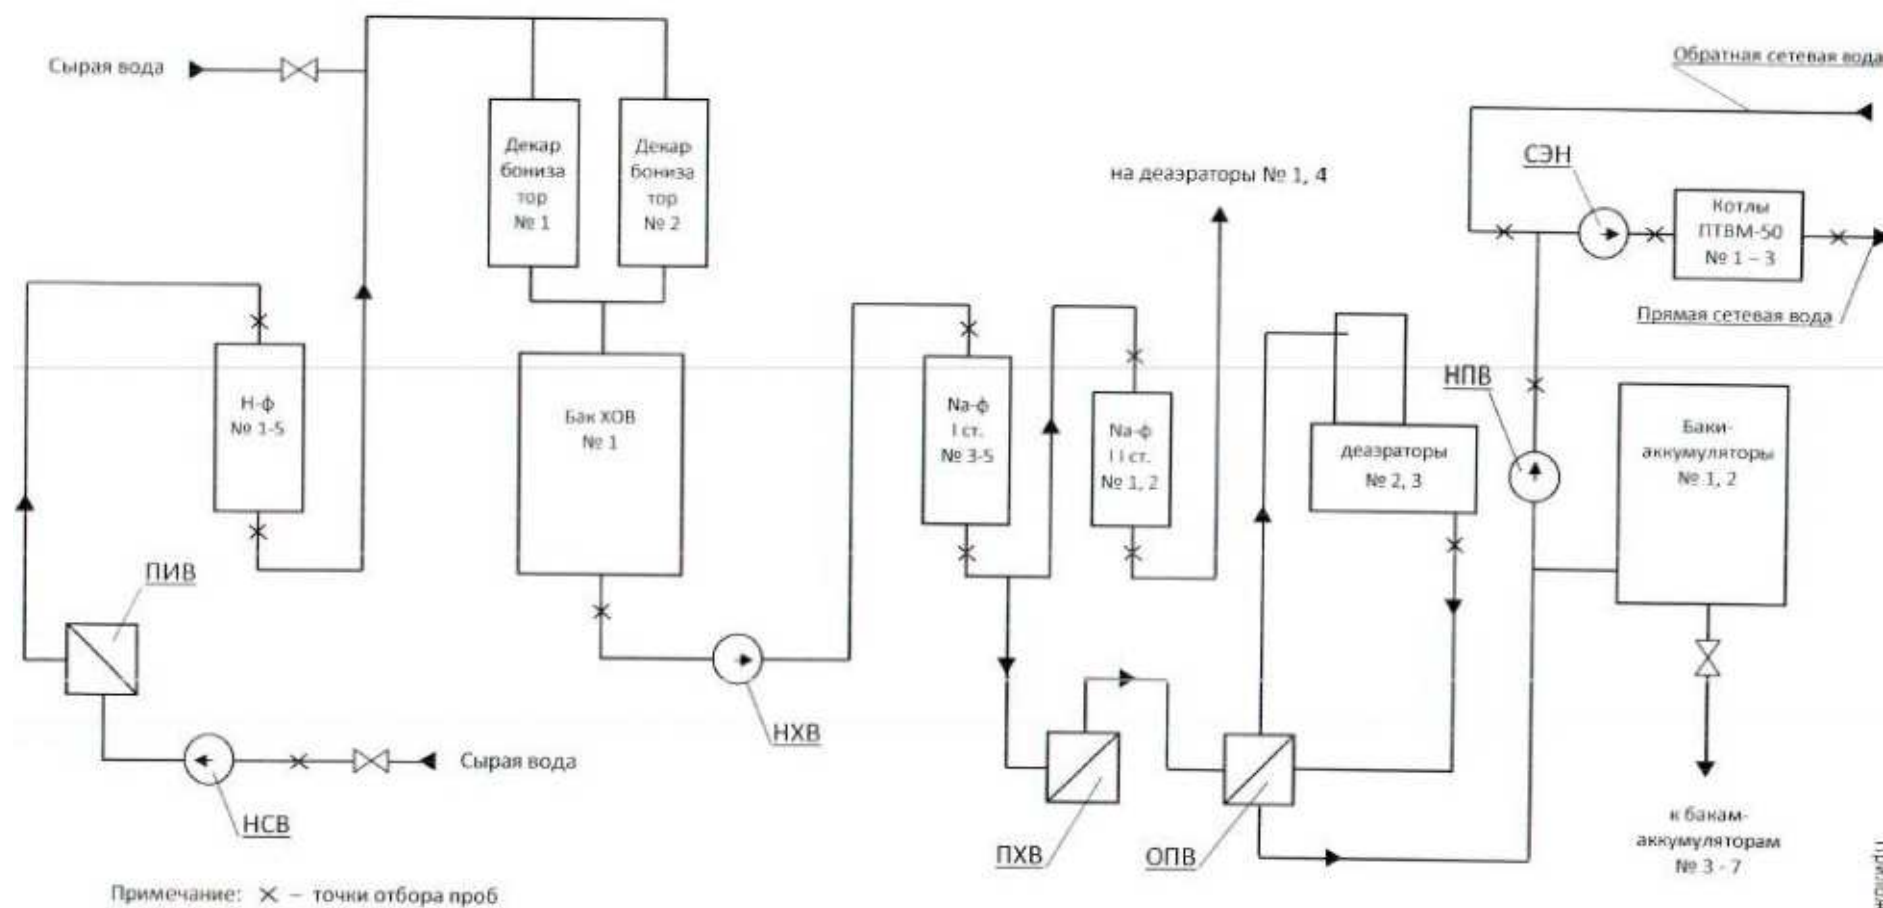 Сырая вода
Декар
бониза
тор
№ 1
Декар
бониза
тор
№ 2
на деаэраторы № 1, 4
Обратная сетевая вода
СЭН
Котлы
ПТВМ-50
№ 1 – 3
Прямая сетевая вода
Н-ф
№ 1-5
Бак ХОВ
№ 1
Na-ф
I ст.
№ 3-5
Na-ф
I I ст.
№ 1, 2
деаэраторы
№ 2, 3
НПВ
Баки-
аккумуляторы
№ 1, 2
ПИВ
НСВ
Сырая вода
НХВ
ПХВ
ОПВ
к бакам-
аккумуляторам
№ 3 - 7
Примечание: × – точки отбора проб